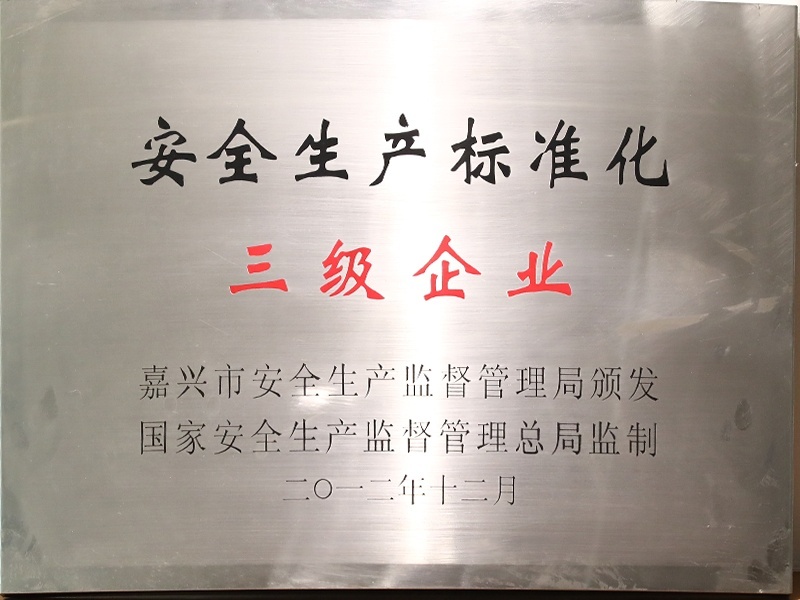 安全生产标准化
三级企业
嘉兴市安全生产监督管理局颁发
国家安全生产监督管理总局监制
二〇一二年十二月